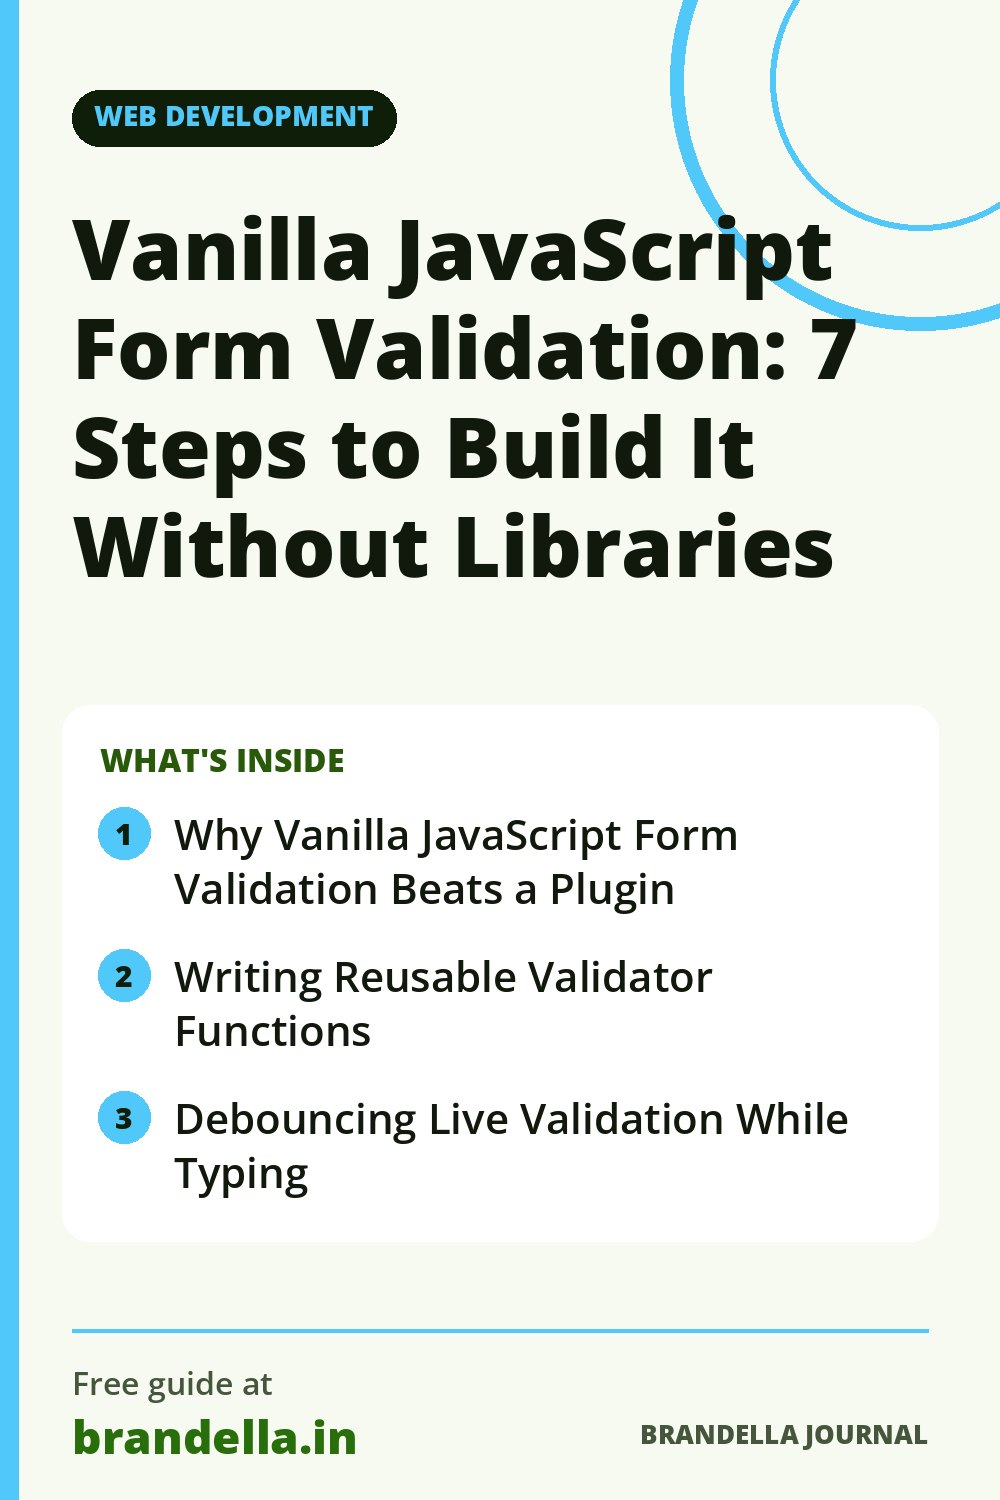 WEB DEVELOPMENT
Vanilla JavaScript
Form Validation: 7
Steps to Build It
Without Libraries
WHAT'S INSIDE
1 Why Vanilla JavaScript Form
Validation Beats a Plugin
2 Writing Reusable Validator
Functions
3 Debouncing Live Validation While
Typing
Free guide at
brandella.in
BRANDELLA JOURNAL